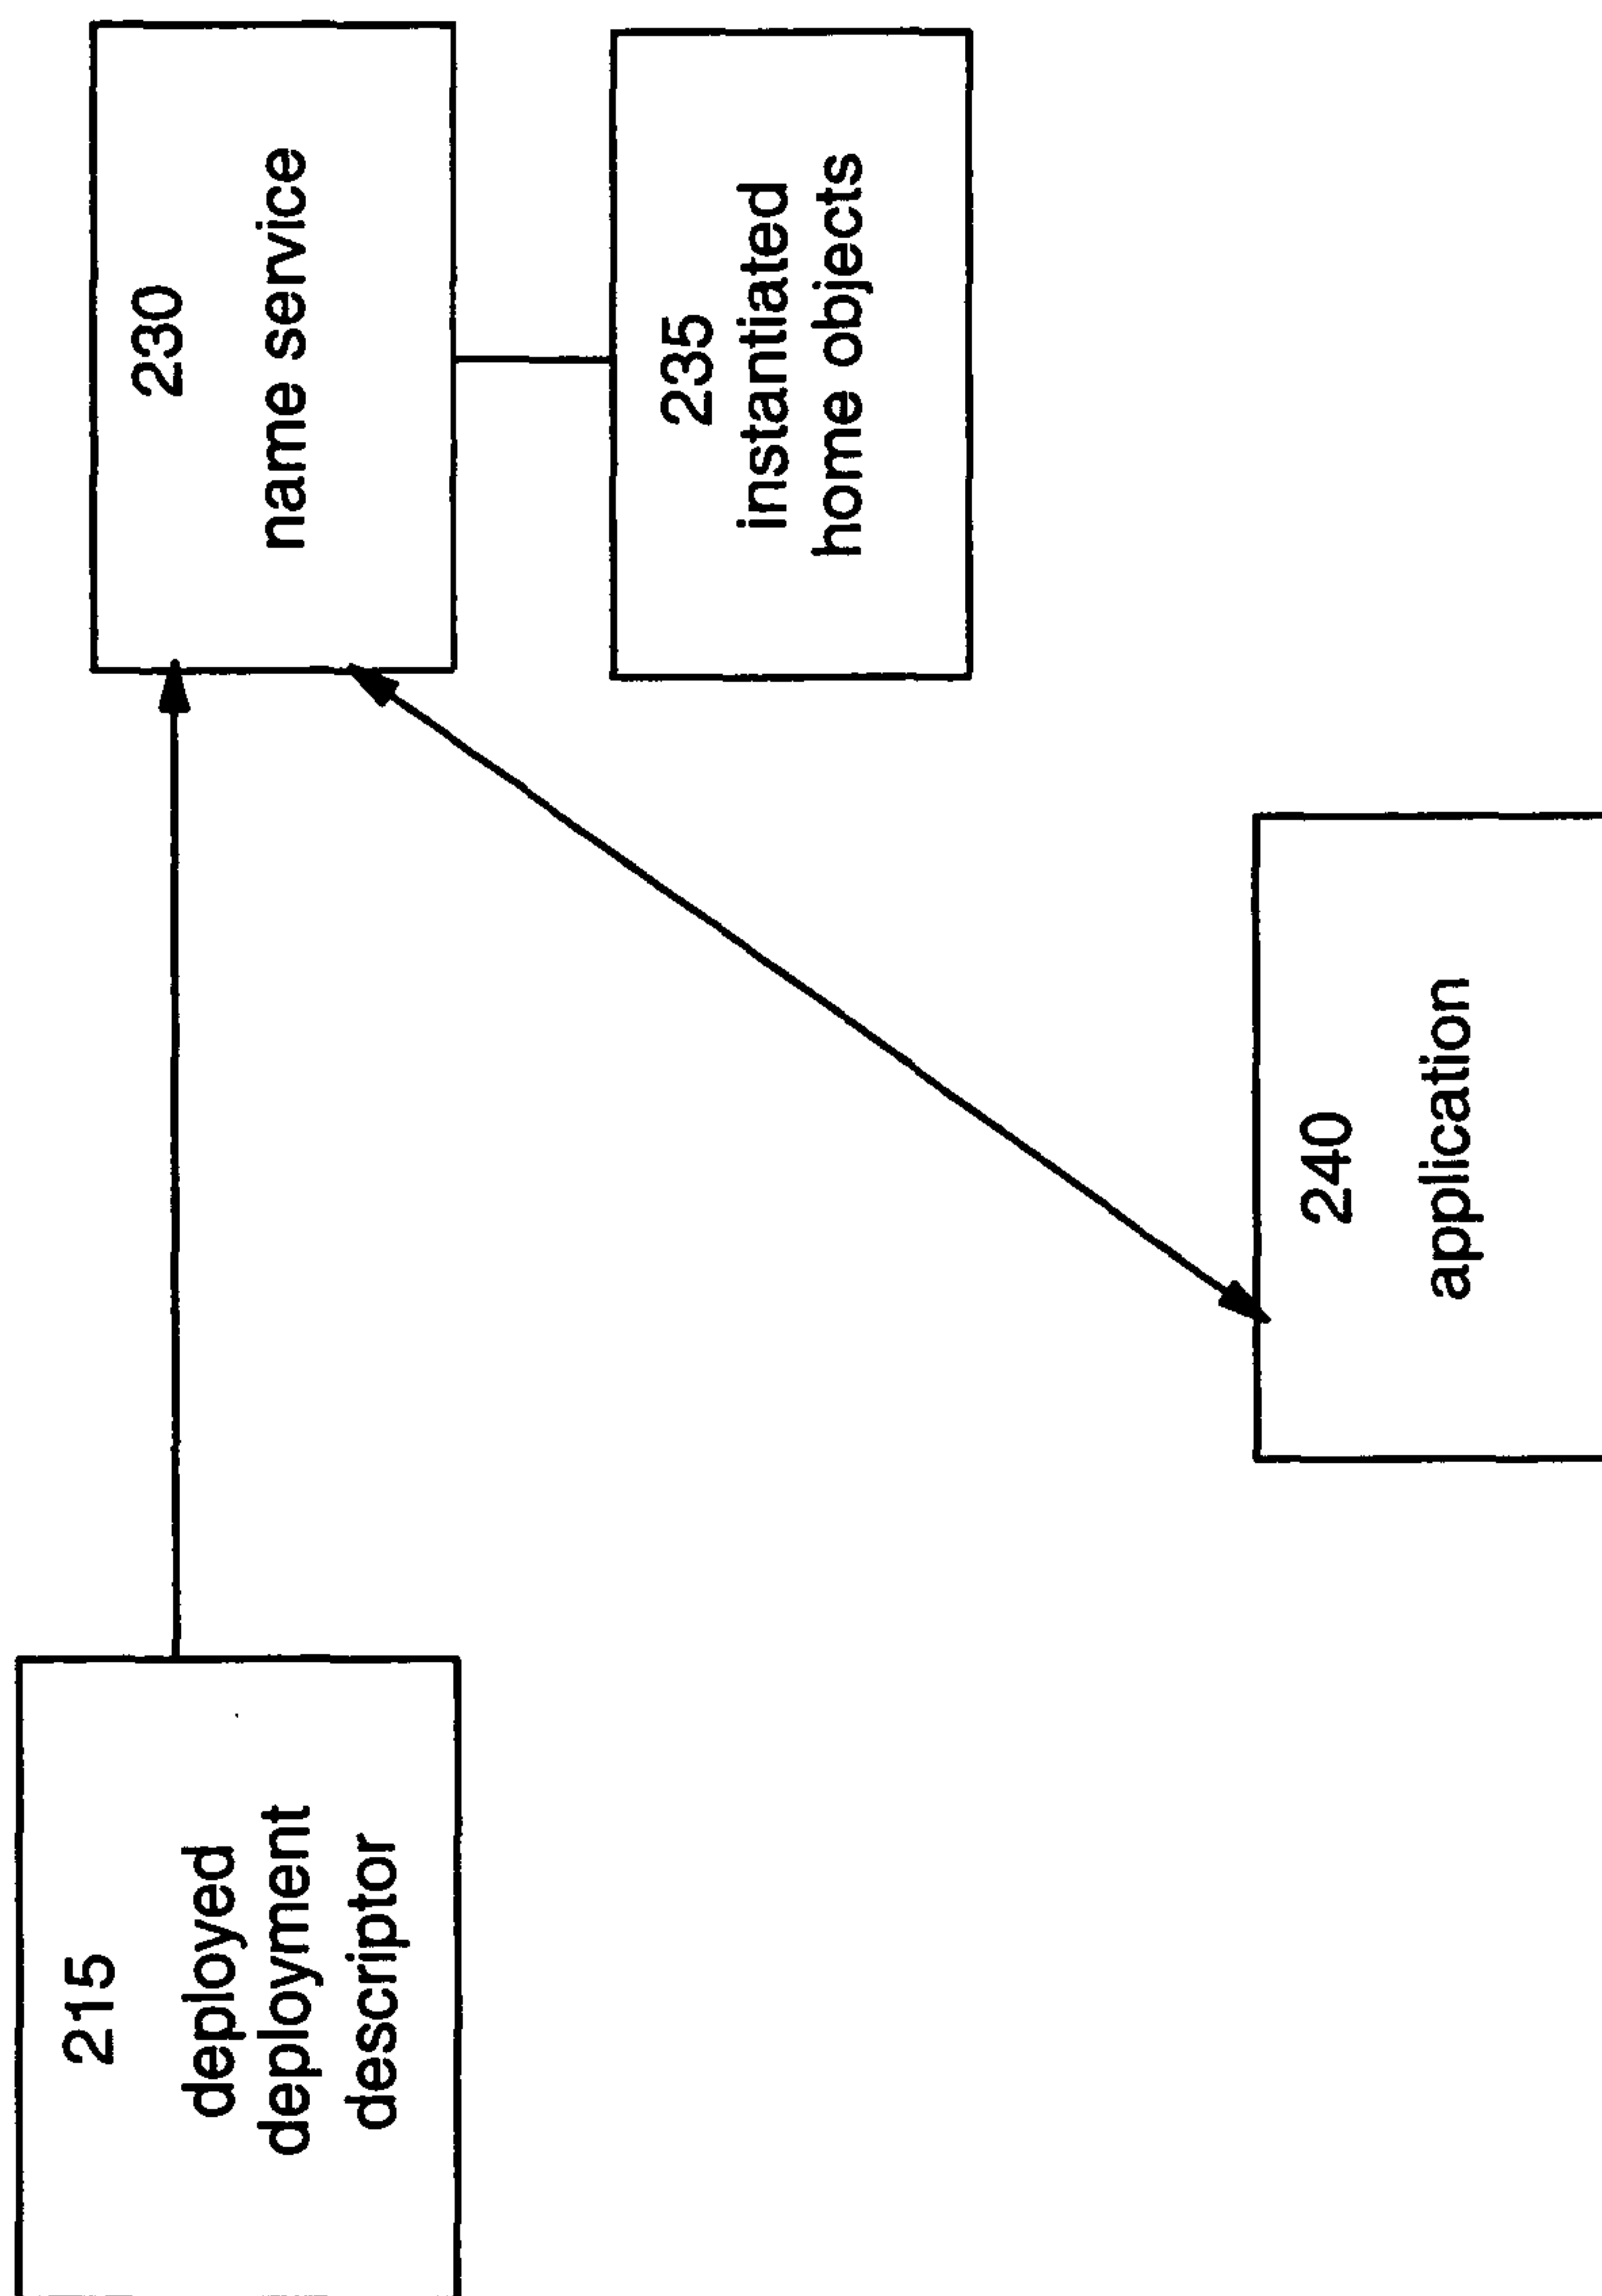 215
deployed
deployment
descriptor
230
name service
235
instantiated
home objects
240
application